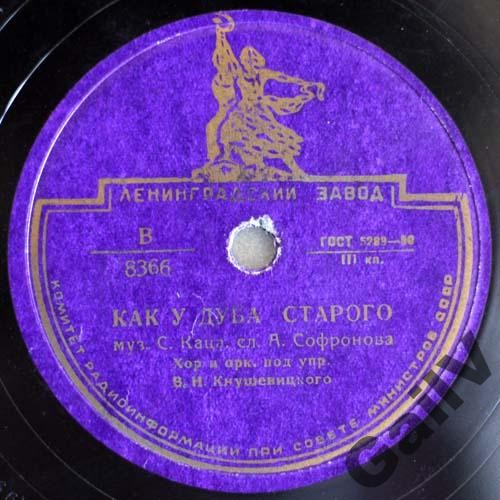 ЛЕНИНГРАДСКИЙ ЗАВОД
В
8366
ГОСТ 5289—50
III кл.
КАК У ДУБА СТАРОГО
муз. С. Каца, сл. А. Софронова
Хор и орк. под упр.
В. Н. Кнушевицкого
КОМИТЕТ РАДИОИНФОРМАЦИИ ПРИ СОВЕТЕ МИНИСТРОВ СССР
Gaily